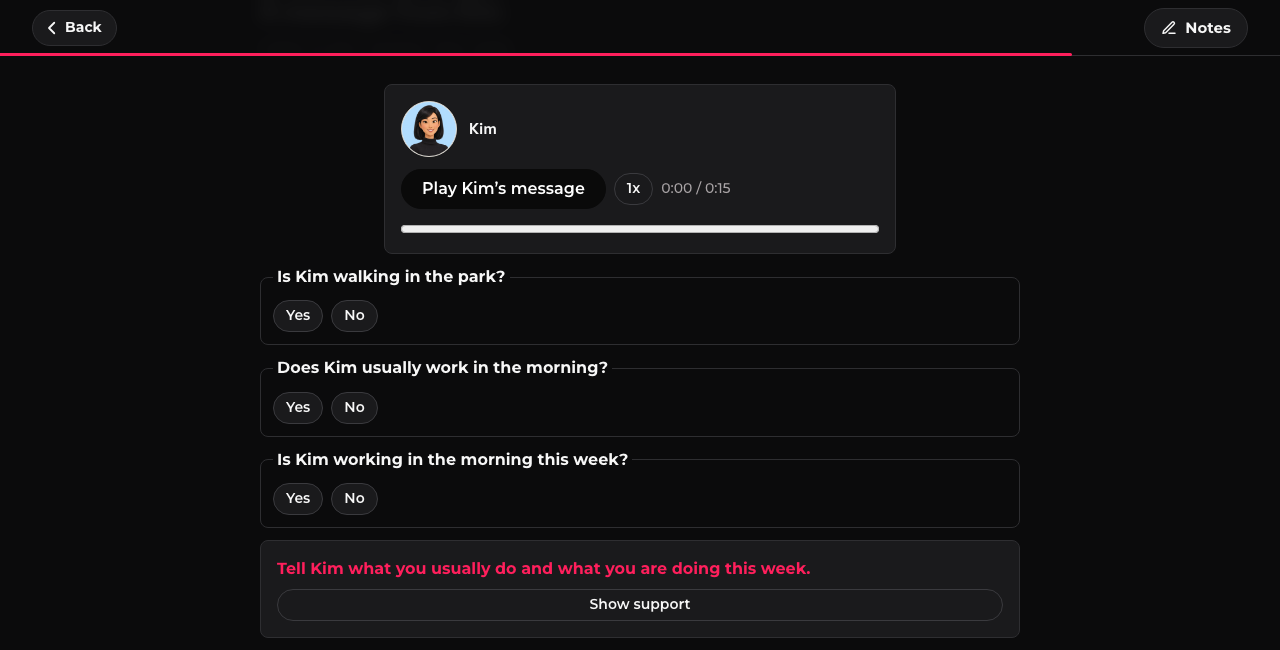 Back
Notes
Kim
Play Kim’s message
1x
0:00 / 0:15
Is Kim walking in the park?
Yes
No
Does Kim usually work in the morning?
Yes
No
Is Kim working in the morning this week?
Yes
No
Tell Kim what you usually do and what you are doing this week.
Show support